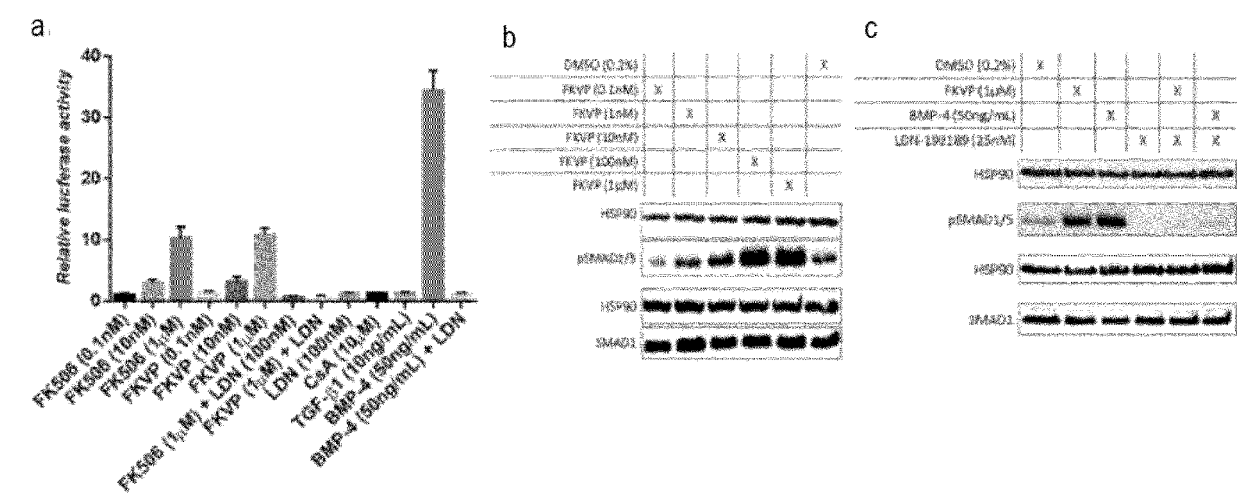 a
Relative luciferase activity
40
30
20
10
0
FK506 (0.1nM)
FK506 (10nM)
FK506 (1µM)
FKVP (0.1nM)
FKVP (10nM)
FKVP (1µM)
FK506 (1µM) + LDN (100nM)
FKVP (1µM) + LDN
LDN (100nM)
CsA (10µM)
TGF-β1 (10ng/mL)
BMP-4 (50ng/mL)
BMP-4 (50ng/mL) + LDN
b
DMSO (0.2%) X
FKVP (0.1nM) X
FKVP (1nM) X
FKVP (10nM) X
FKVP (100nM) X
FKVP (1µM) X
HSP90
pSMAD1/5
HSP90
SMAD1
c
DMSO (0.2%) X
FKVP (1µM) X X
BMP-4 (50ng/mL) X X
LDN-193189 (25nM) X X X
HSP90
pSMAD1/5
HSP90
SMAD1